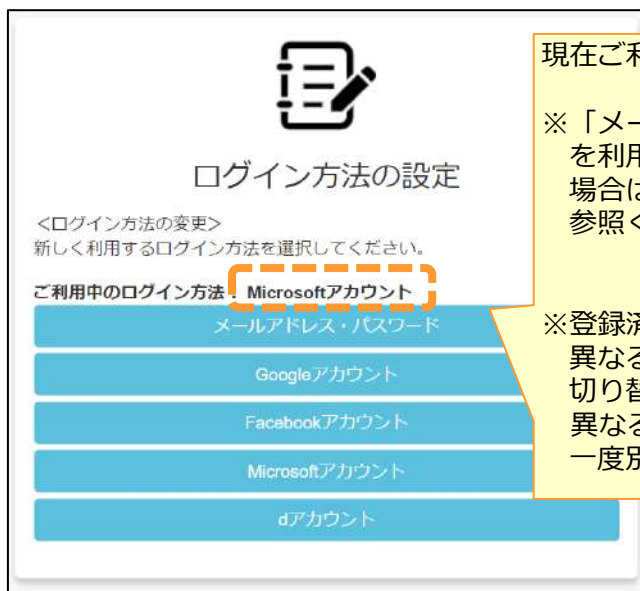 ログイン方法の設定
<ログイン方法の変更>
新しく利用するログイン方法を選択してください。
ご利用中のログイン方法: Microsoftアカウント
メールアドレス・パスワード
Googleアカウント
Facebookアカウント
Microsoftアカウント
dアカウント
現在ご利
※「メー
を利用
場合は
参照く
※登録済
異なる
切り替
異なる
一度別